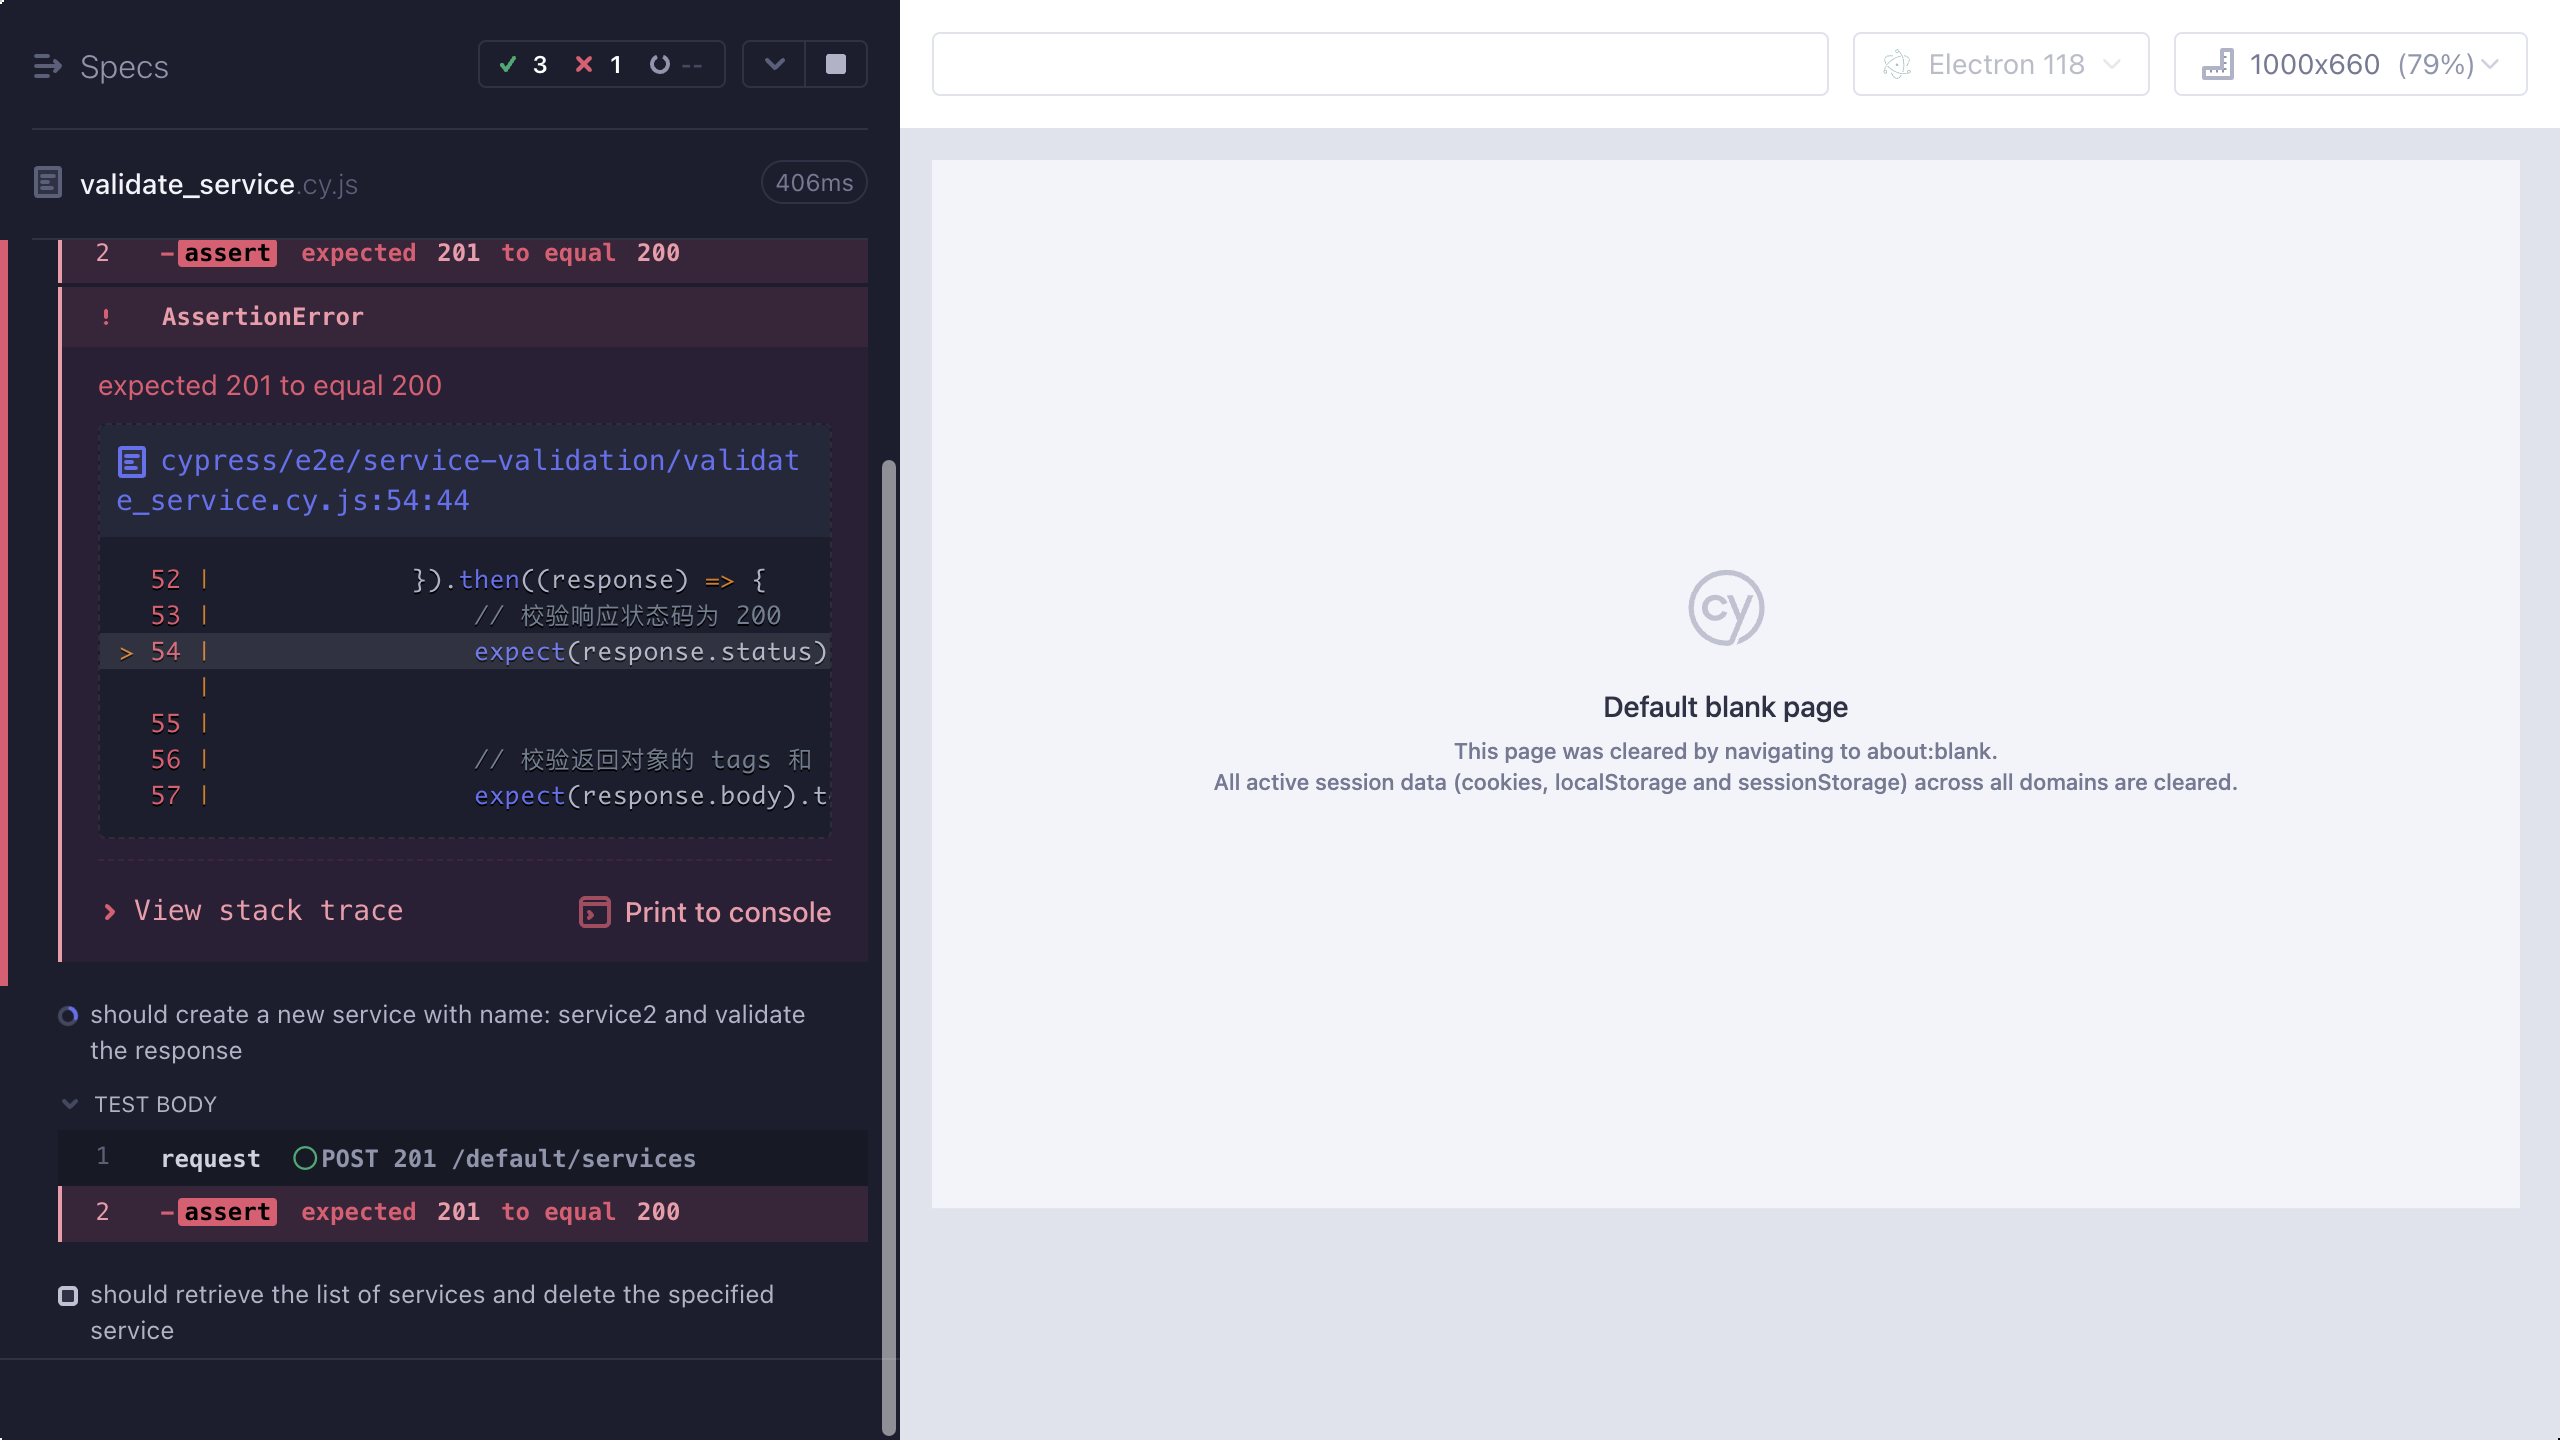 Specs
3 1 --
validate_service.cy.js 406ms
2 -assert expected 201 to equal 200
! AssertionError
expected 201 to equal 200
cypress/e2e/service-validation/validat
e_service.cy.js:54:44
52 | }).then((response) => {
53 | // 校验响应状态码为 200
> 54 | expect(response.status)
|
55 |
56 | // 校验返回对象的 tags 和
57 | expect(response.body).t
View stack trace
Print to console
should create a new service with name: service2 and validate
the response
TEST BODY
1 request POST 201 /default/services
2 -assert expected 201 to equal 200
should retrieve the list of services and delete the specified
service
Electron 118
1000x660 (79%)
cy
Default blank page
This page was cleared by navigating to about:blank.
All active session data (cookies, localStorage and sessionStorage) across all domains are cleared.